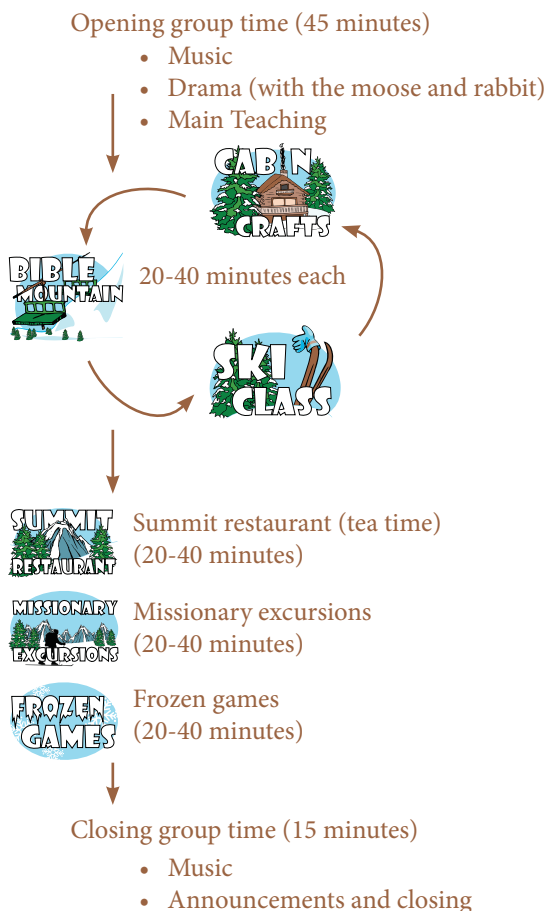 Opening group time (45 minutes)
• Music
• Drama (with the moose and rabbit)
• Main Teaching
CABIN
CRAFTS
BIBLE
MOUNTAIN
20-40 minutes each
SKI
CLASS
SUMMIT
RESTAURANT
Summit restaurant (tea time)
(20-40 minutes)
MISSIONARY
EXCURSIONS
Missionary excursions
(20-40 minutes)
FROZEN
GAMES
Frozen games
(20-40 minutes)
Closing group time (15 minutes)
• Music
• Announcements and closing